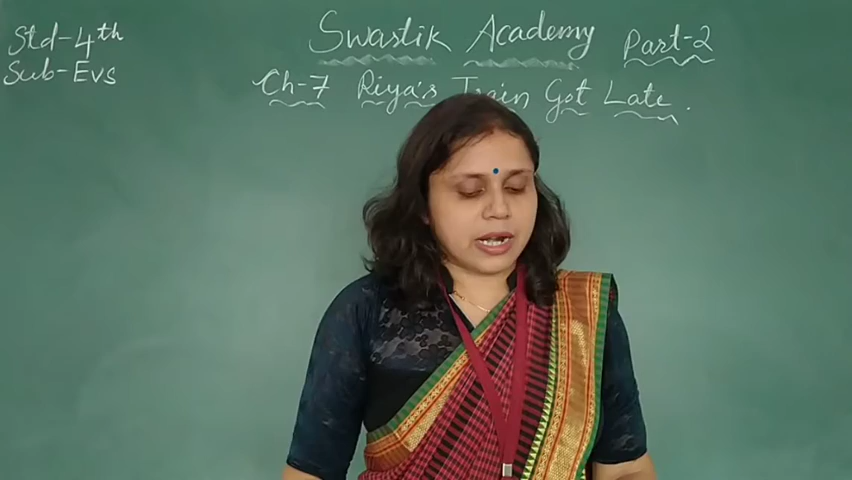 Std-4th
Sub-Evs
Swastik Academy Part-2
Ch-7 Riya's Train Got Late.